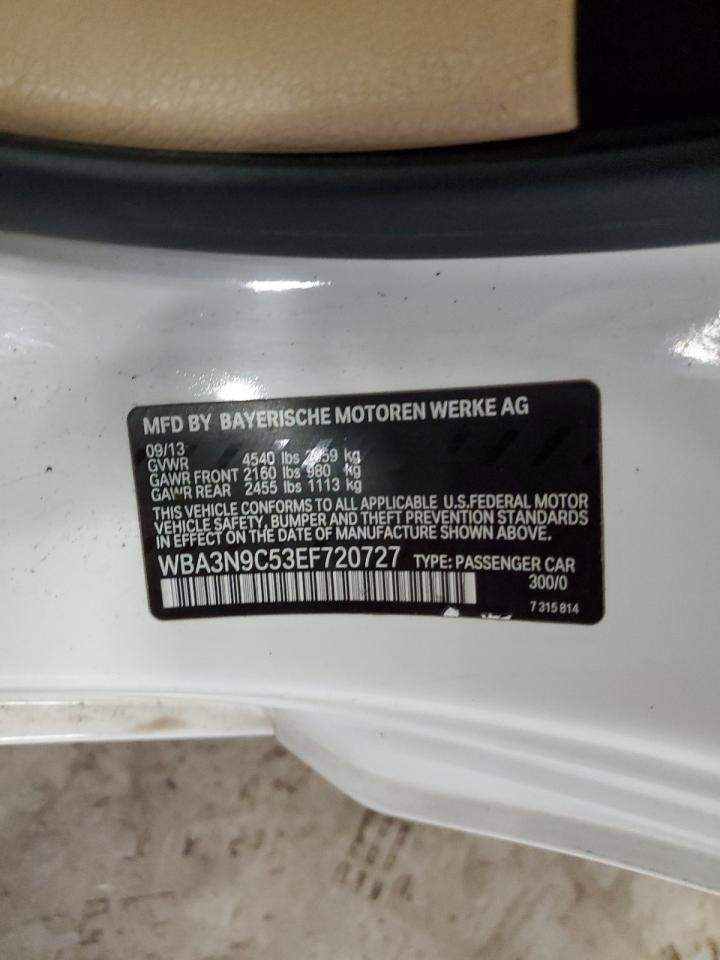 MFD BY BAYERISCHE MOTOREN WERKE AG
09/13
GVWR 4540 lbs 2059 kg
GAWR FRONT 2160 lbs 980 kg
GAWR REAR 2455 lbs 1113 kg
THIS VEHICLE CONFORMS TO ALL APPLICABLE U.S.FEDERAL MOTOR
VEHICLE SAFETY, BUMPER AND THEFT PREVENTION STANDARDS
IN EFFECT ON THE DATE OF MANUFACTURE SHOWN ABOVE.
WBA3N9C53EF720727 TYPE: PASSENGER CAR
300/0
7 315 814